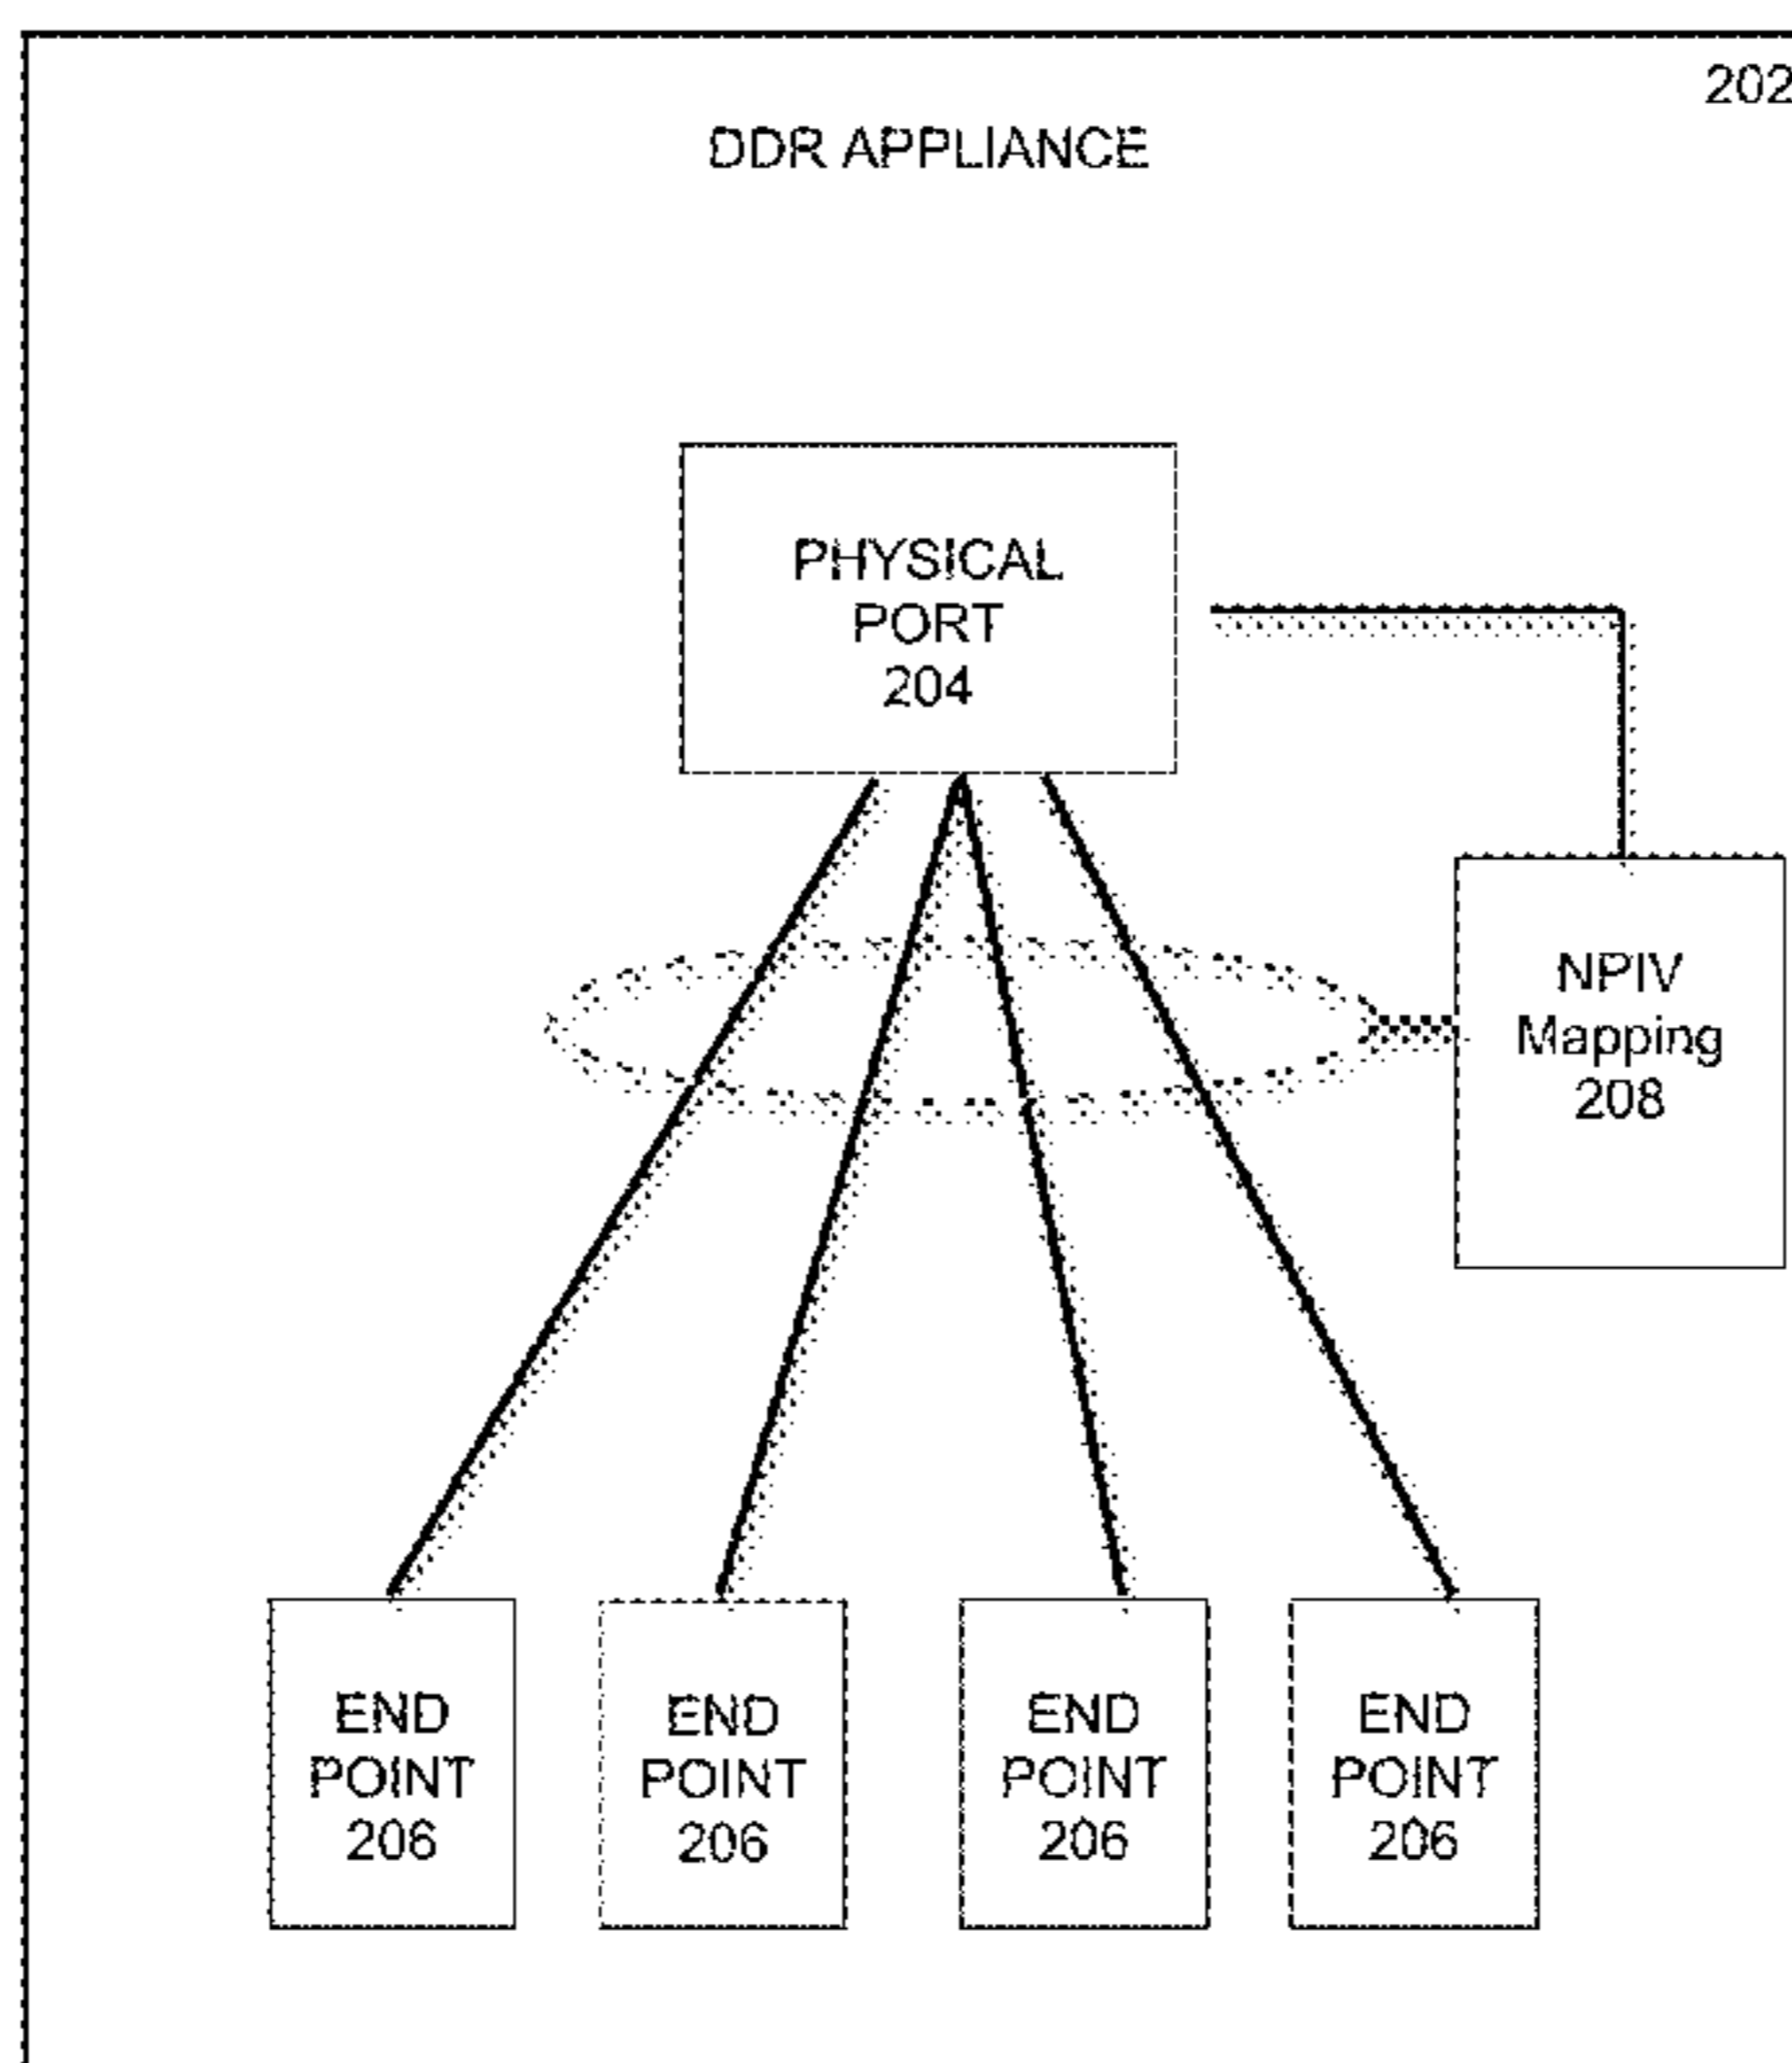 202
DDR APPLIANCE
PHYSICAL
PORT
204
NPIV
Mapping
208
END
POINT
206
END
POINT
206
END
POINT
206
END
POINT
206